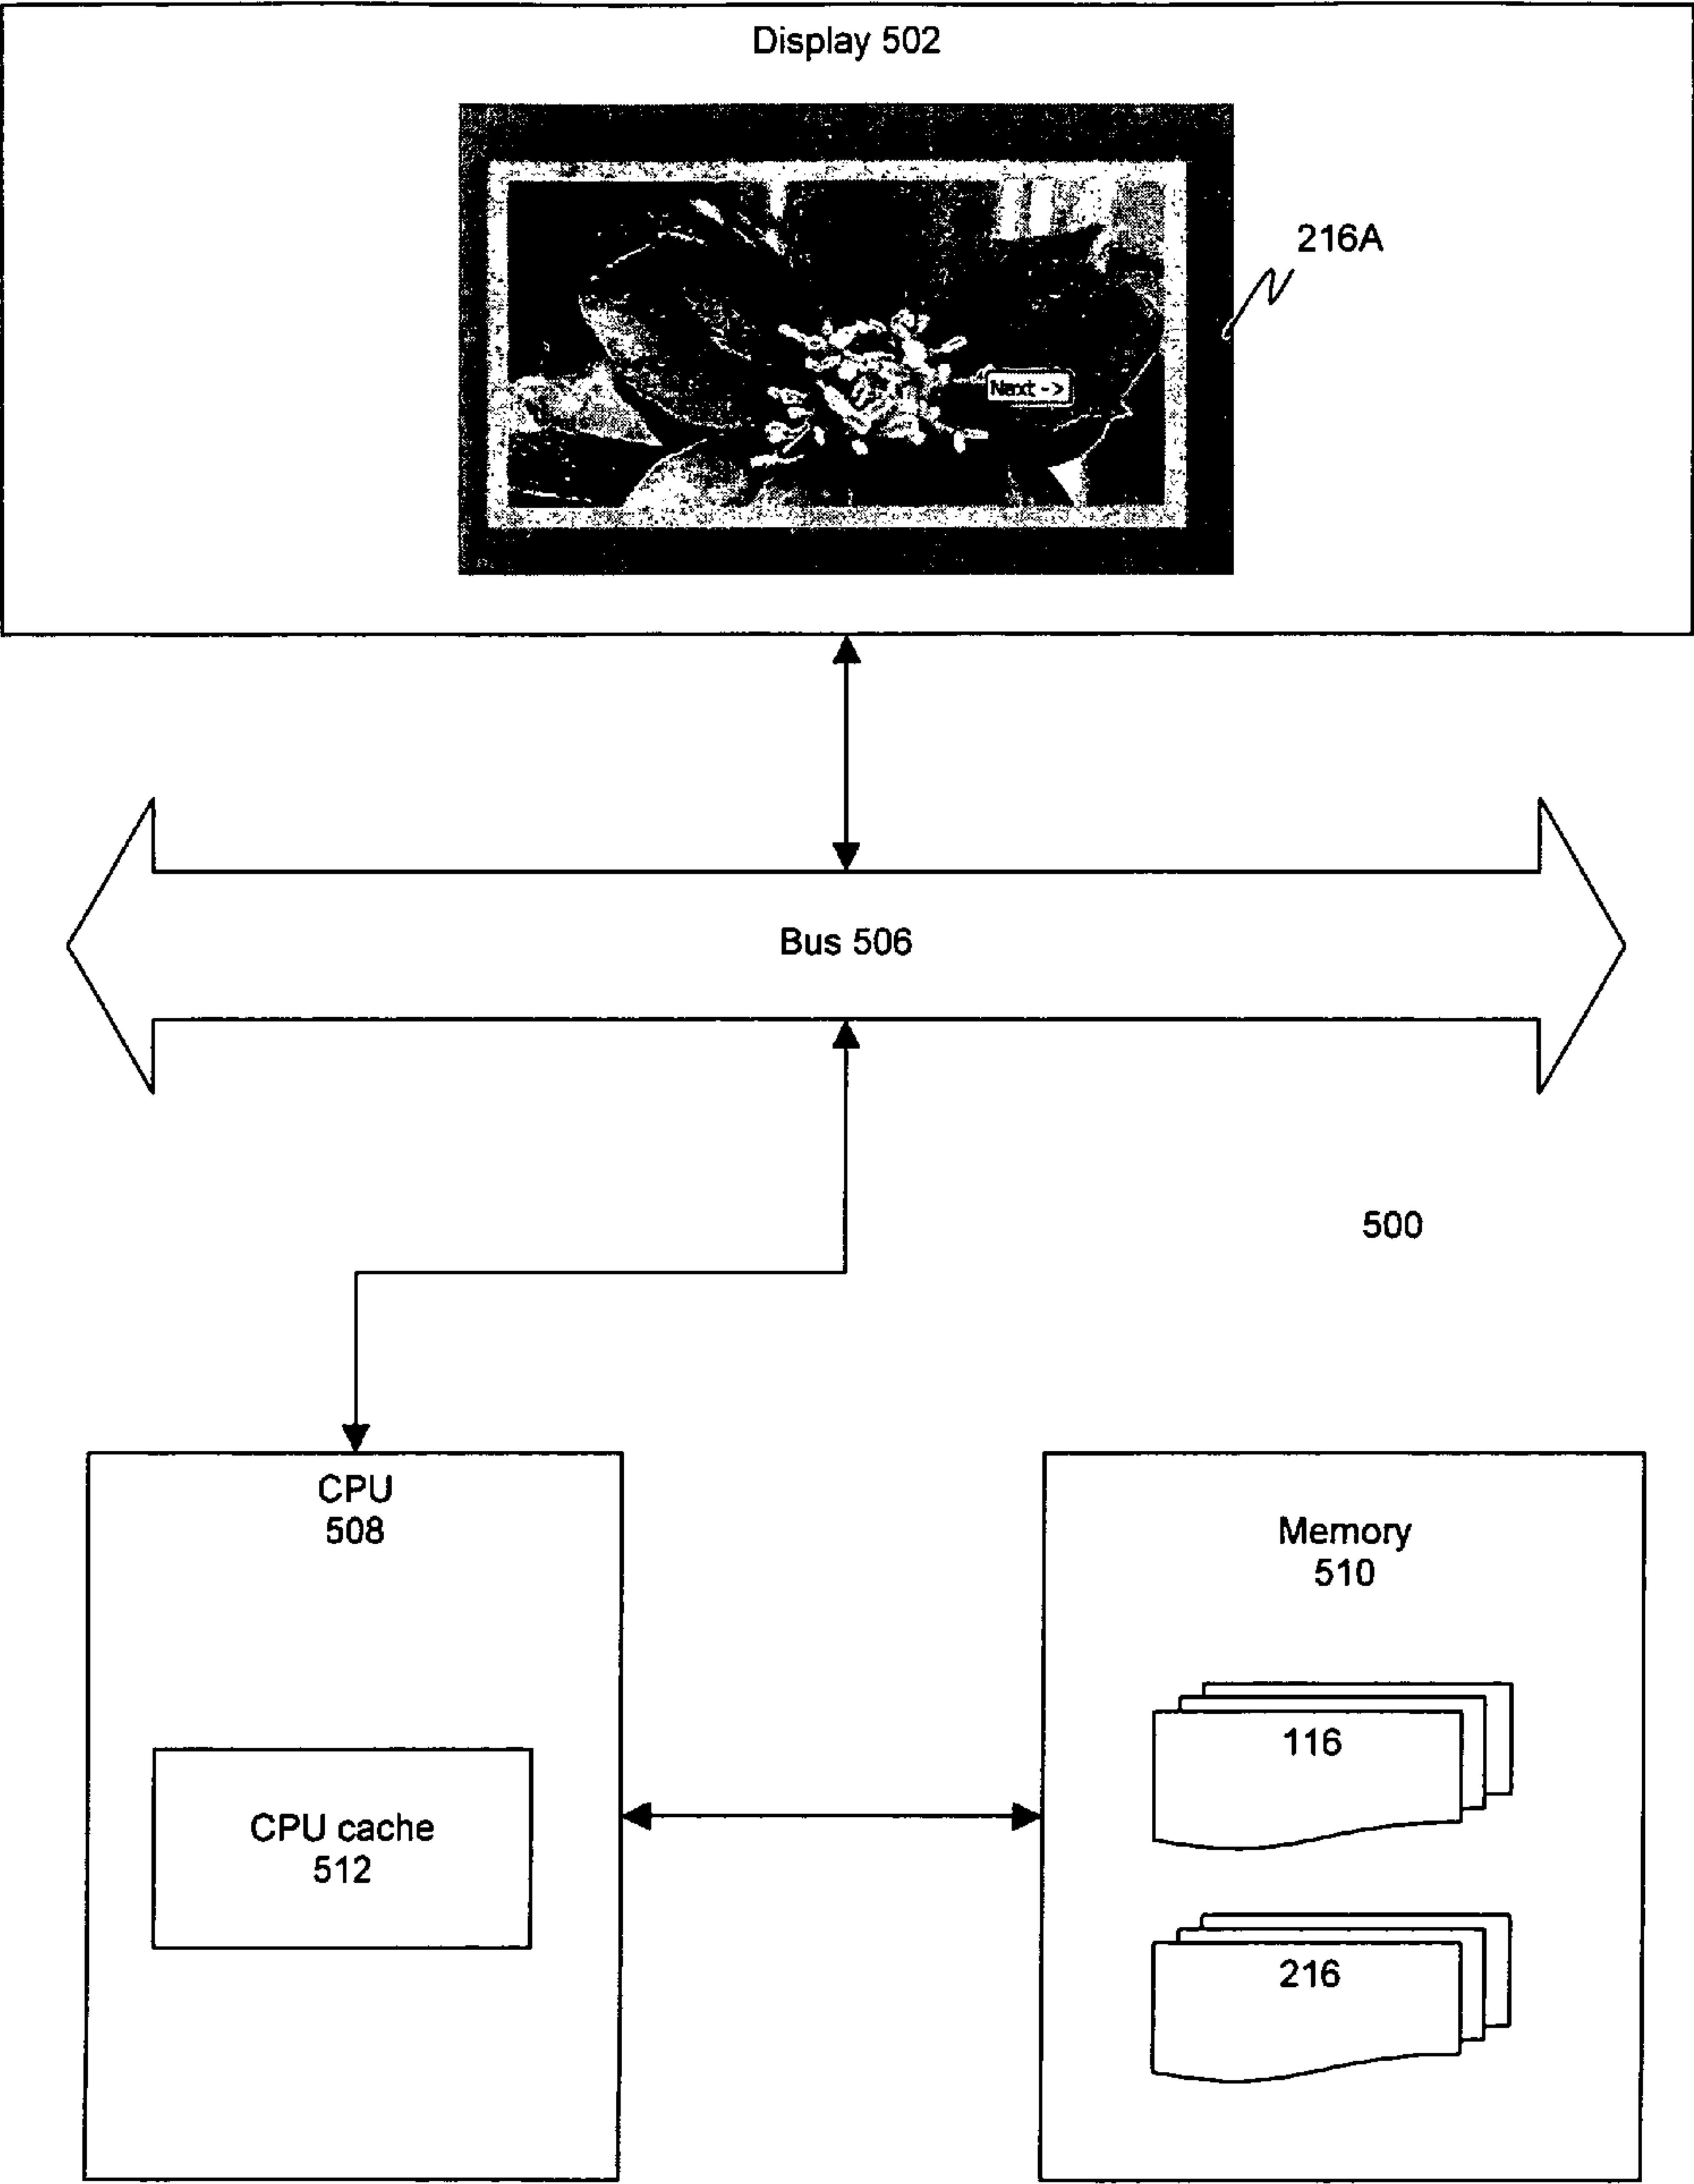 Display 502
216A
Next ->
Bus 506
500
CPU
508
Memory
510
116
CPU cache
512
216